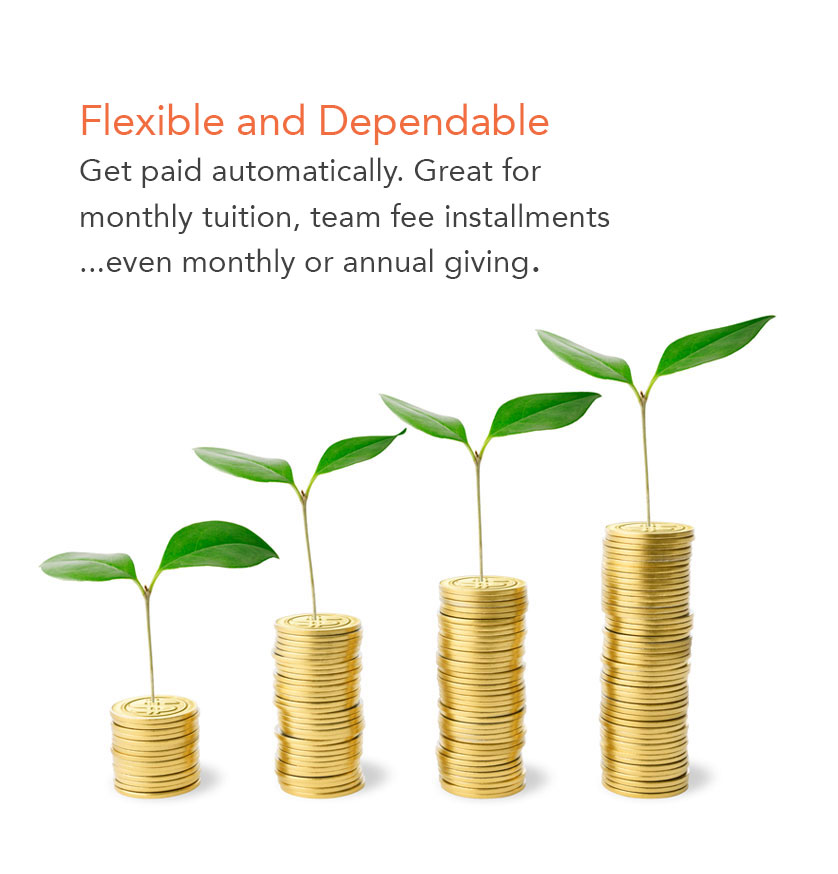 Flexible and Dependable
Get paid automatically. Great for
monthly tuition, team fee installments
...even monthly or annual giving.